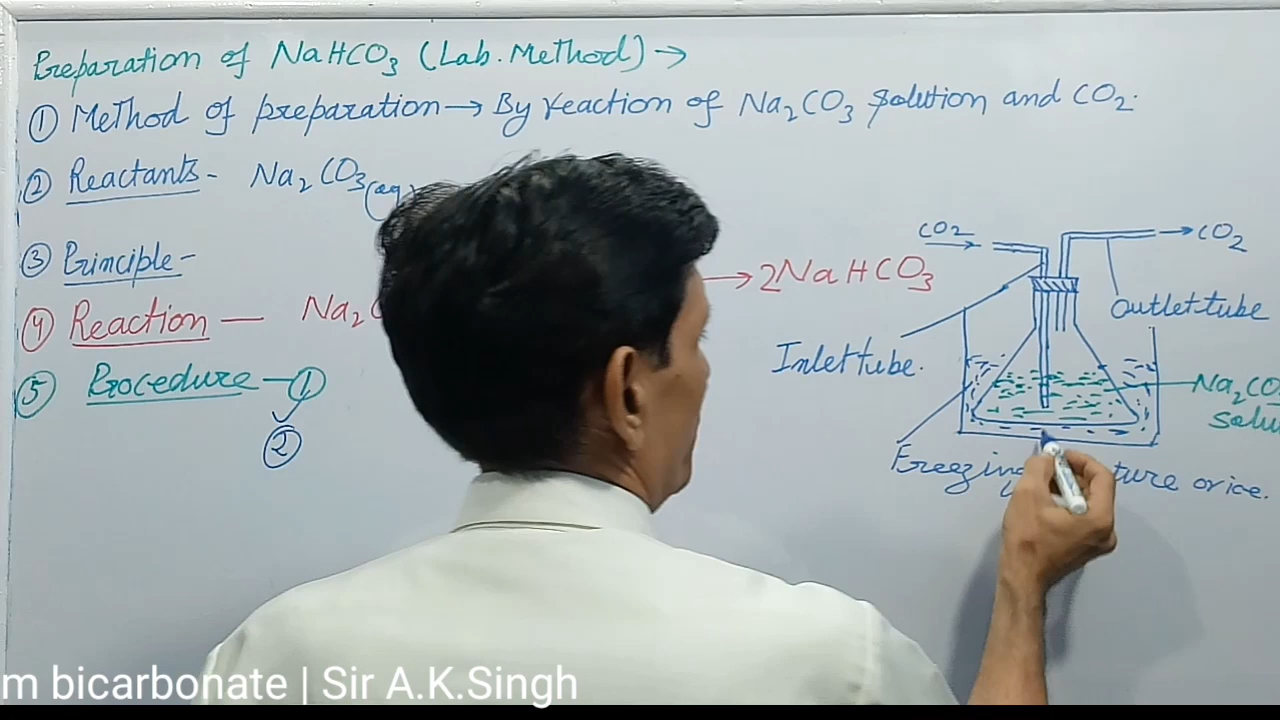 Preparation of NaHCO3 (Lab. Method) →
① Method of preparation → By reaction of Na2CO3 solution and CO2.
② Reactants - Na2CO3(aq)
③ Principle -
④ Reaction — Na2C → 2NaHCO3
⑤ Procedure - ①
②
CO2 → CO2
Outlet tube
Inlet tube.
Na2CO
solu
Freezing ture or ice.
m bicarbonate | Sir A.K.Singh